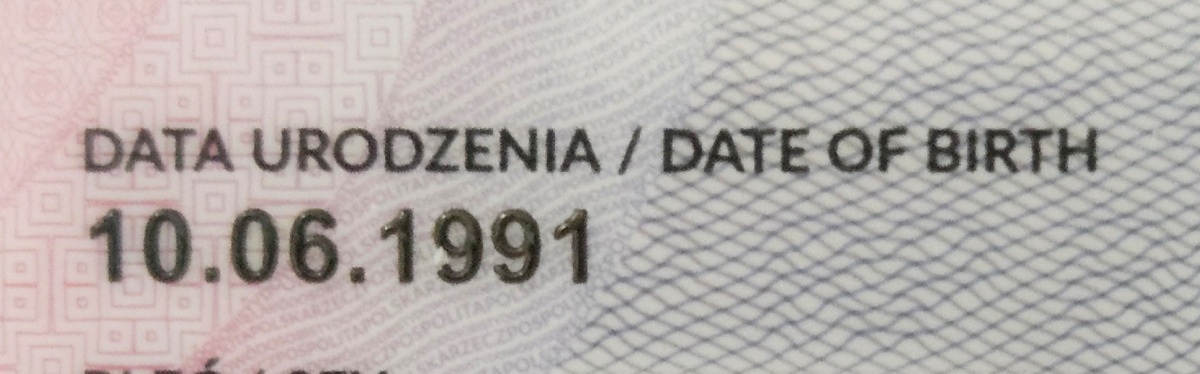 DATA URODZENIA / DATE OF BIRTH
10.06.1991